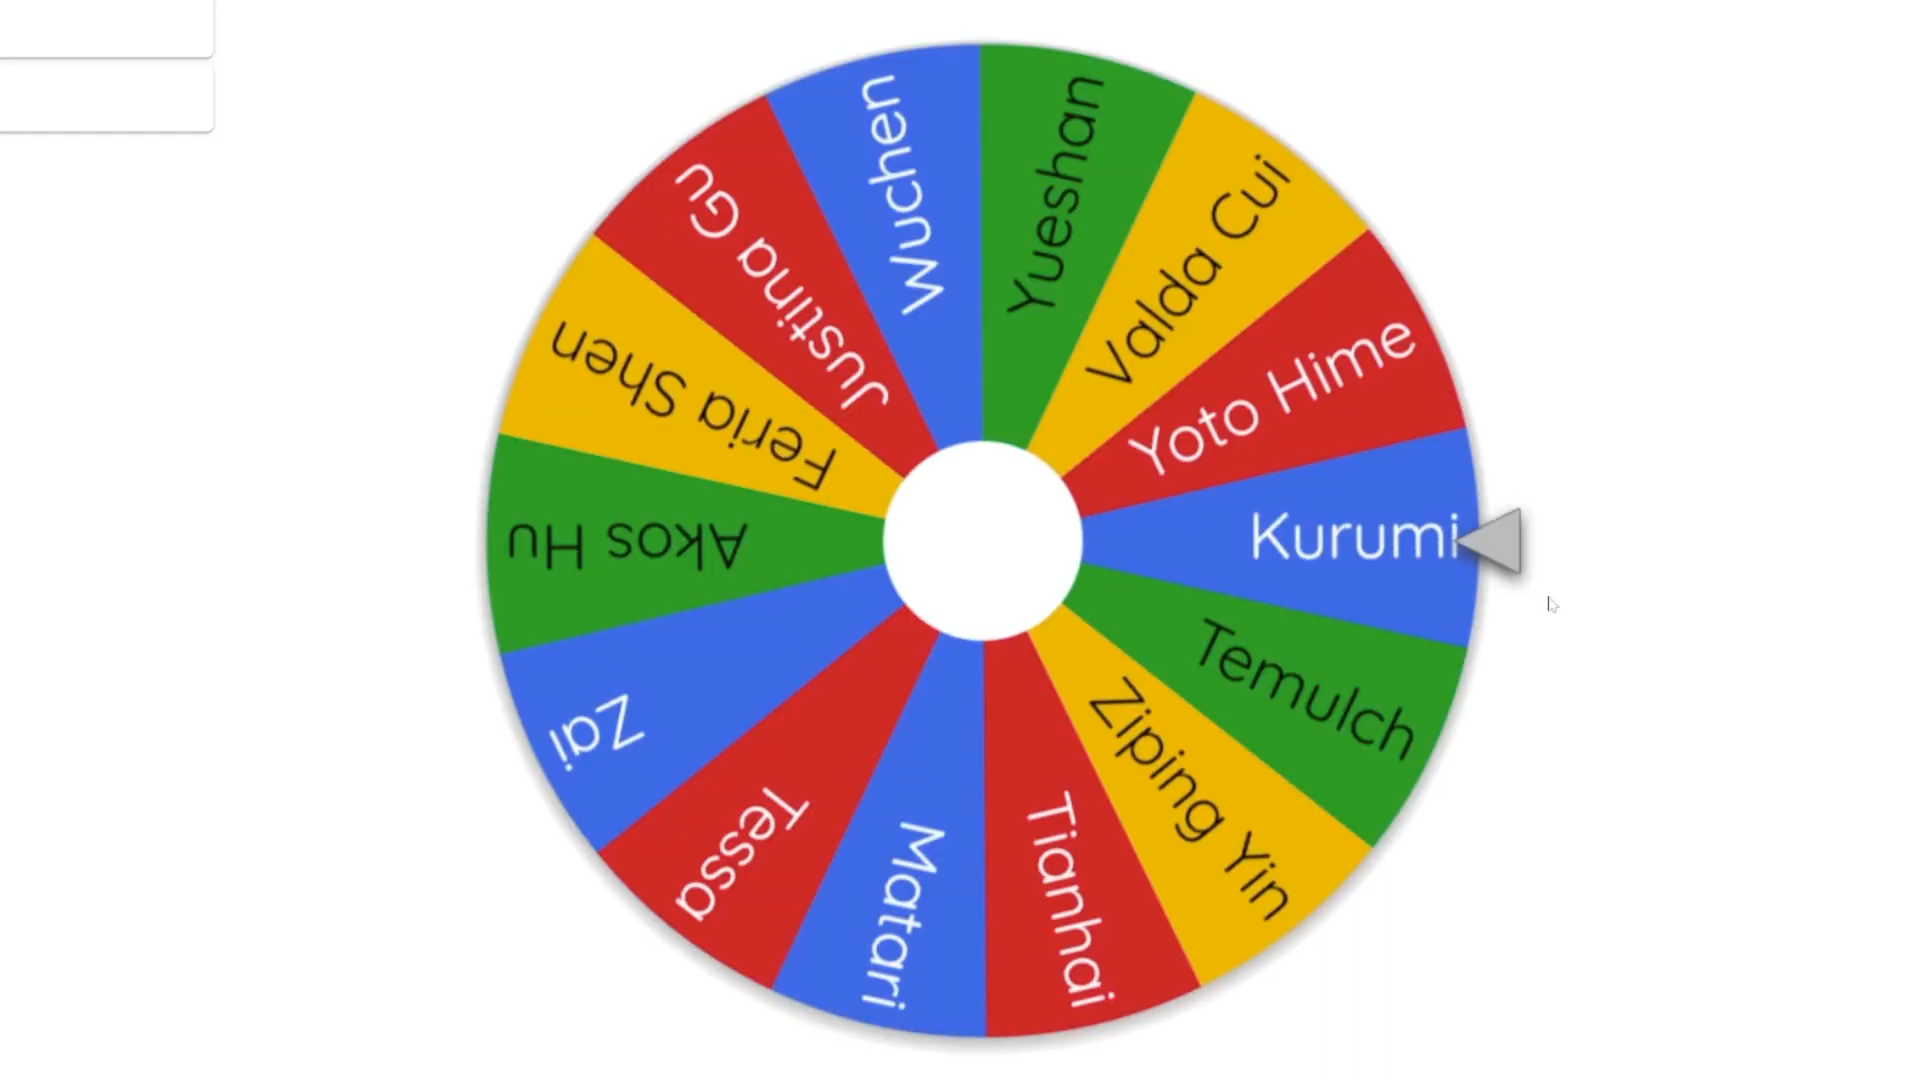 Wuchen
Yueshan
Valda Cui
Yoto Hime
Kurumi
Temulch
Ziping Yin
Tianhai
Matari
Tessa
Zai
Akos Hu
Feria Shen
Justina Gu